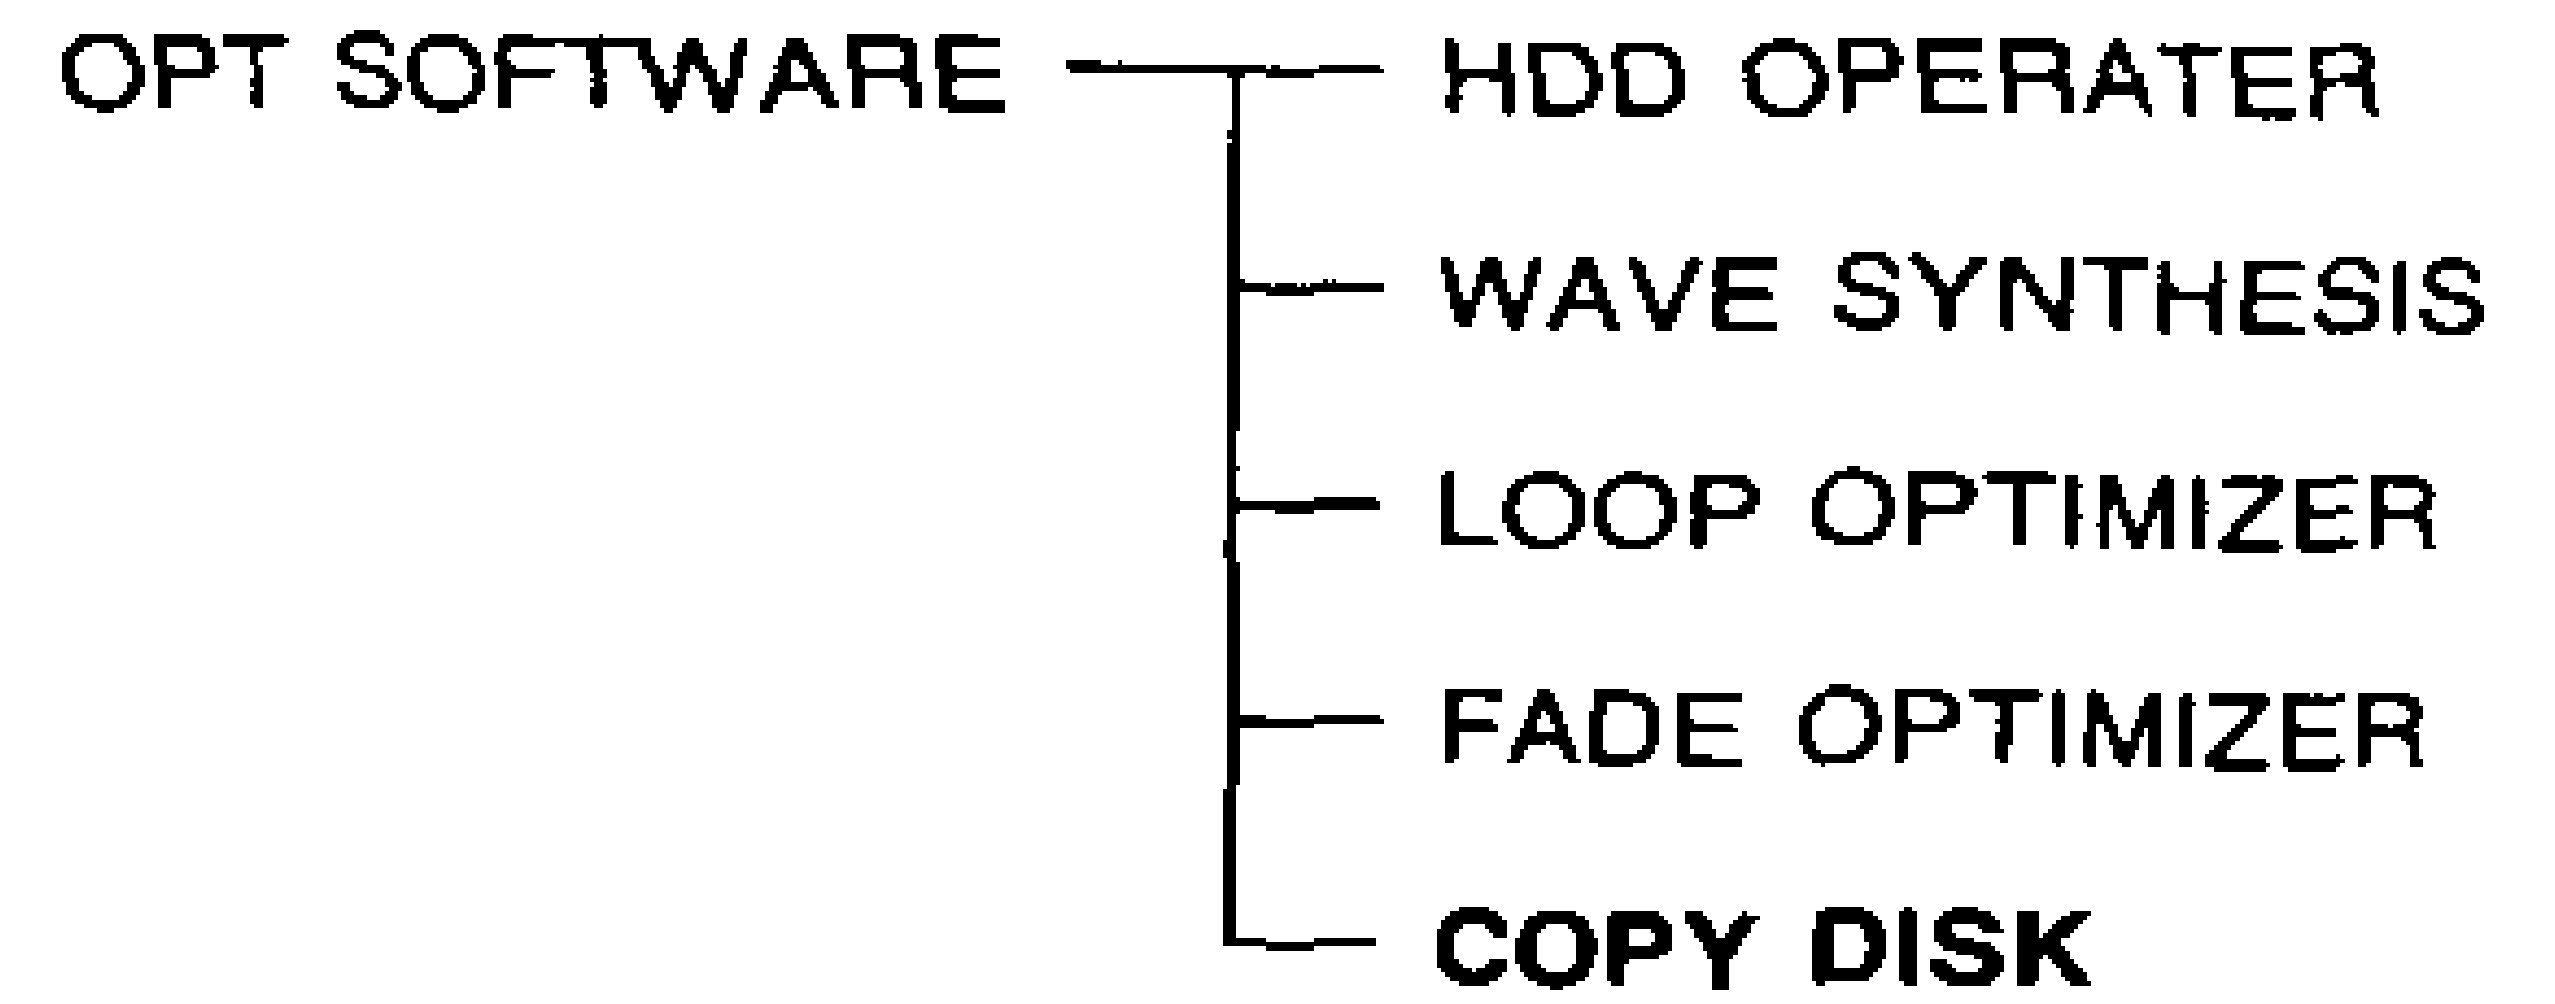 OPT SOFTWARE HDD OPERATER
WAVE SYNTHESIS
LOOP OPTIMIZER
FADE OPTIMIZER
COPY DISK